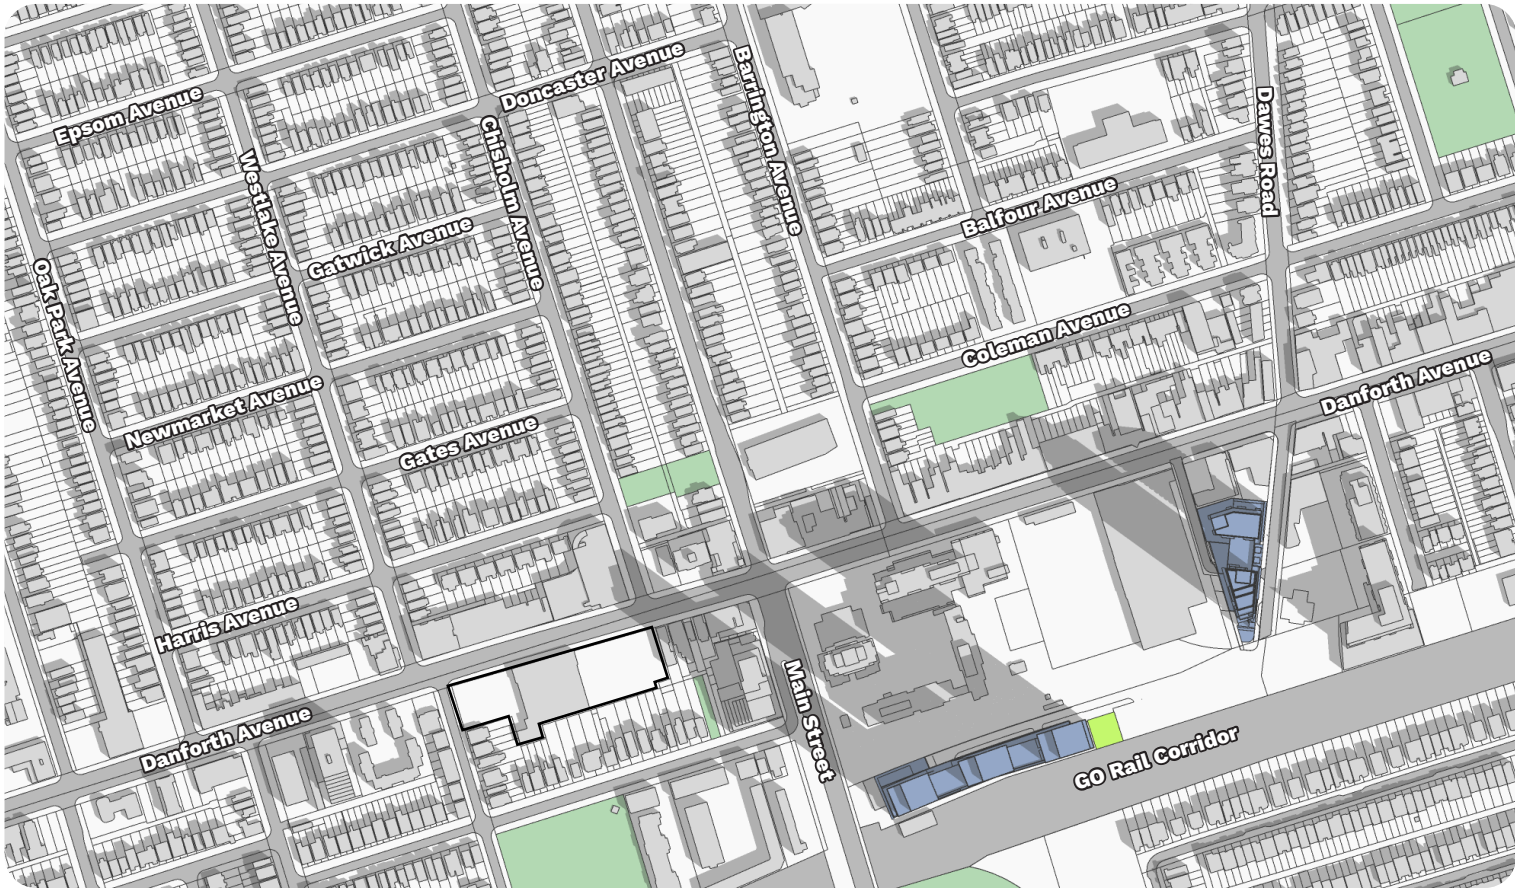 Epsom Avenue
Doncaster Avenue
Barrington Avenue
Dawes Road
Chisholm Avenue
Westlake Avenue
Balfour Avenue
Gatwick Avenue
Oak Park Avenue
Coleman Avenue
Danforth Avenue
Newmarket Avenue
Gates Avenue
Harris Avenue
Main Street
Danforth Avenue
GO Rail Corridor